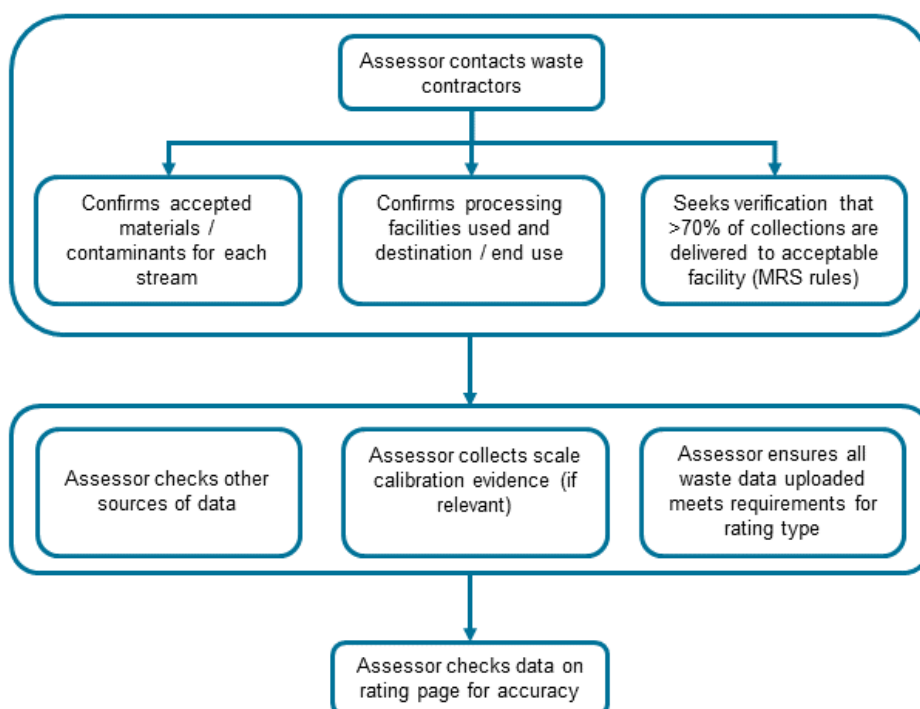 Assessor contacts waste
contractors
Confirms accepted
materials /
contaminants for each
stream
Confirms processing
facilities used and
destination / end use
Seeks verification that
>70% of collections are
delivered to acceptable
facility (MRS rules)
Assessor checks other
sources of data
Assessor collects scale
calibration evidence (if
relevant)
Assessor ensures all
waste data uploaded
meets requirements for
rating type
Assessor checks data on
rating page for accuracy